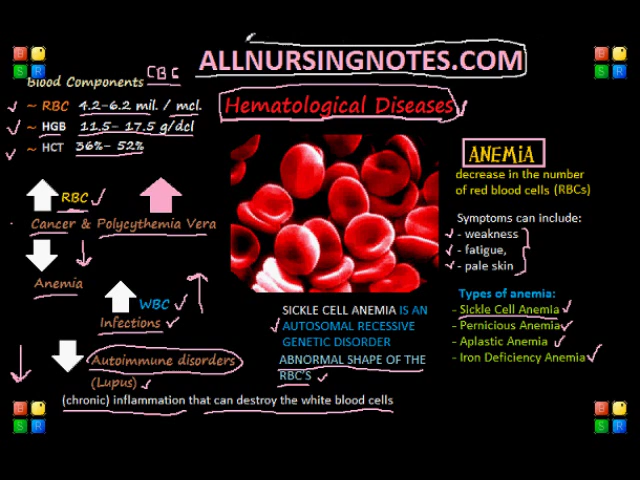 ALLNURSINGNOTES.COM
Blood Components CBC
~ RBC 4.2-6.2 mil. / mcl.
~ HGB 11.5- 17.5 g/dcl
~ HCT 36%- 52%
Hematological Diseases
RBC
Cancer & Polycythemia Vera
Anemia
WBC
Infections
Autoimmune disorders
(Lupus)
(chronic) inflammation that can destroy the white blood cells
SICKLE CELL ANEMIA IS AN
AUTOSOMAL RECESSIVE
GENETIC DISORDER
ABNORMAL SHAPE OF THE
RBC'S
ANEMIA
decrease in the number
of red blood cells (RBCs)
Symptoms can include:
- weakness
- fatigue,
- pale skin
Types of anemia:
- Sickle Cell Anemia
- Pernicious Anemia
- Aplastic Anemia
- Iron Deficiency Anemia
B
S R
B
S R
B
S R
B
S R